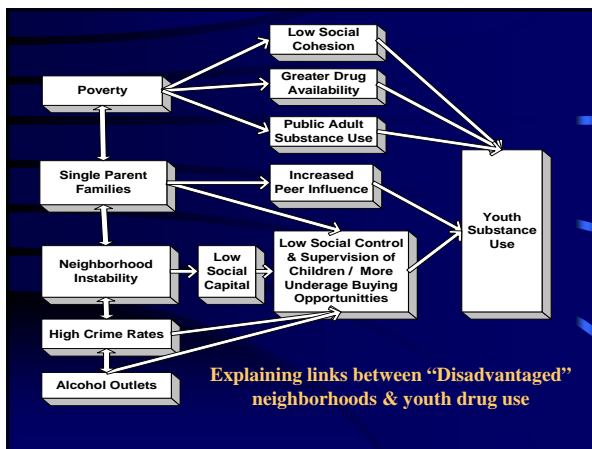 Low Social
Cohesion
Poverty
Greater Drug
Availability
Public Adult
Substance Use
Single Parent
Families
Increased
Peer Influence
Youth
Substance
Use
Neighborhood
Instability
Low
Social
Capital
Low Social Control
& Supervision of
Children / More
Underage Buying
Opportunities
High Crime Rates
Alcohol Outlets
Explaining links between “Disadvantaged”
neighborhoods & youth drug use